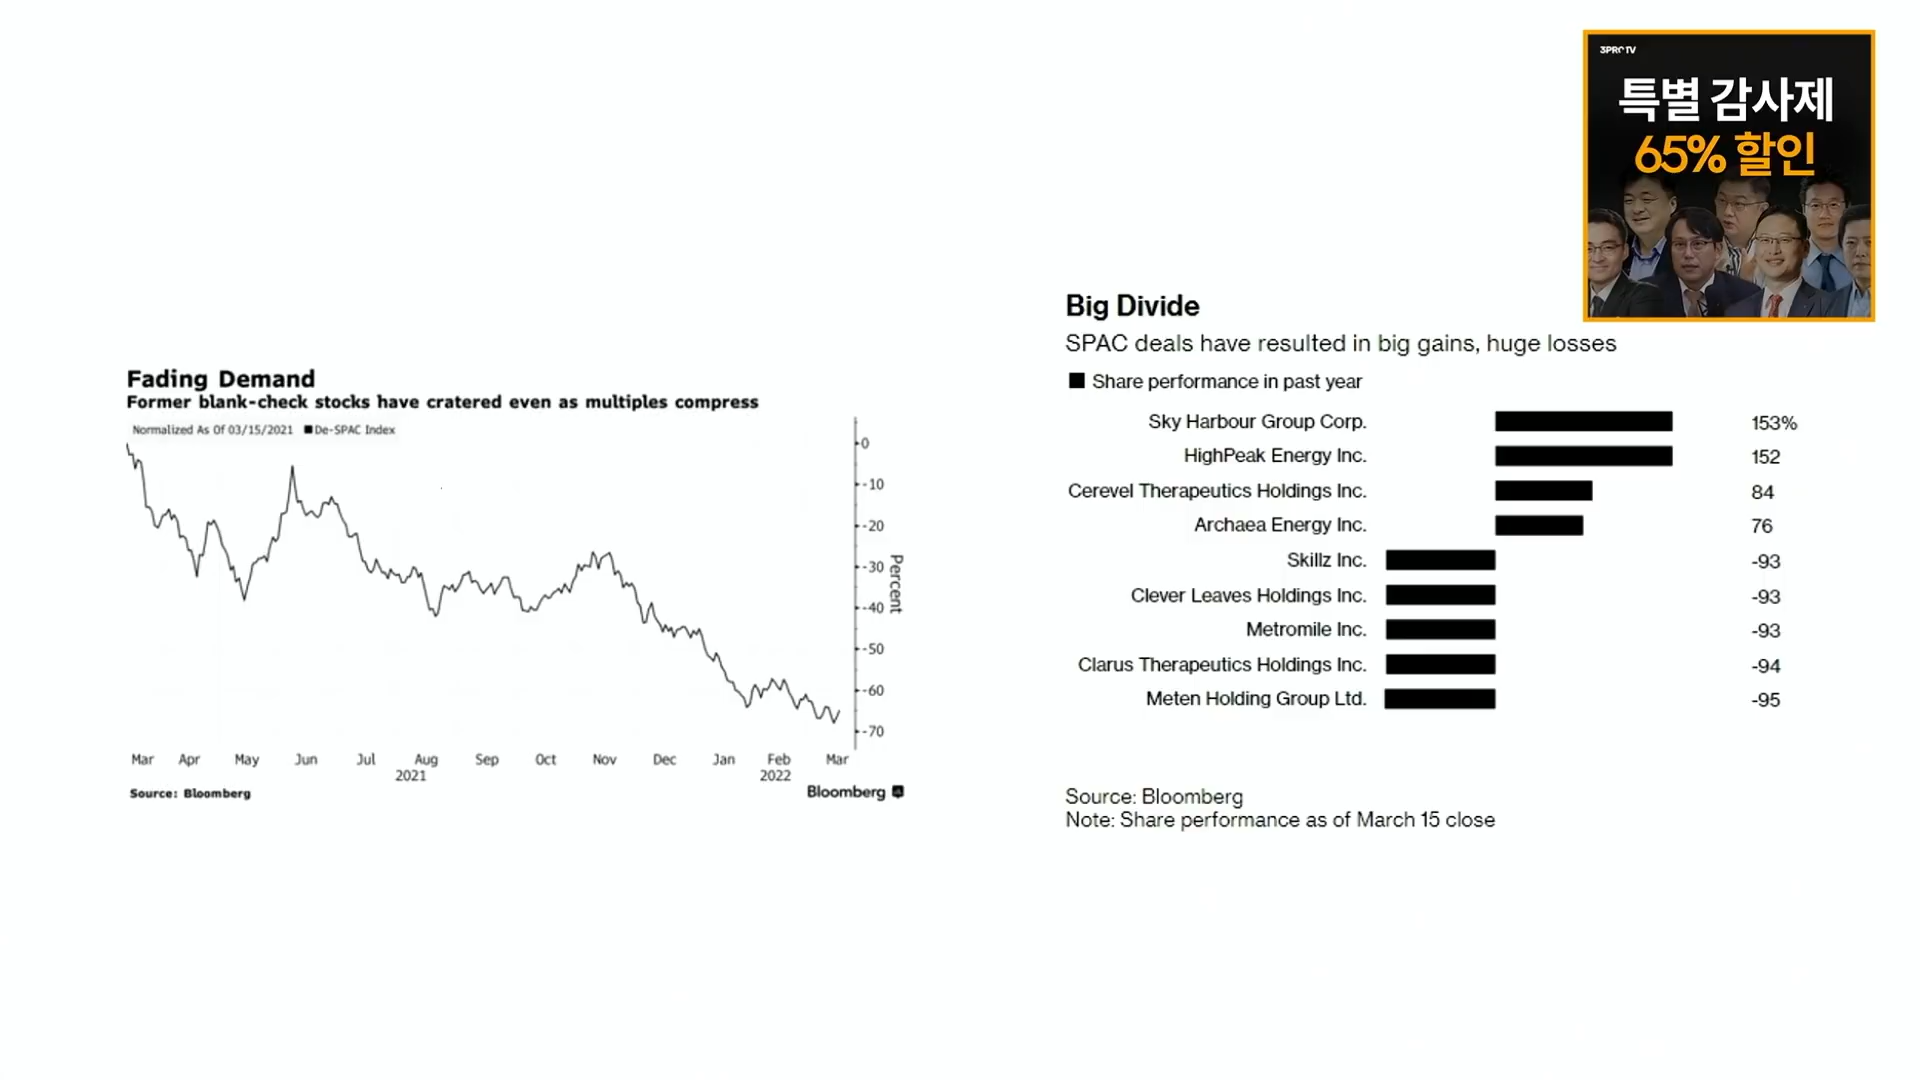 3PRO TV
특별 감사제
65% 할인
Fading Demand
Former blank-check stocks have cratered even as multiples compress
Normalized As Of 03/15/2021 De-SPAC Index
0
-10
-20
-30
-40
-50
-60
-70
Percent
Mar Apr May Jun Jul Aug Sep Oct Nov Dec Jan Feb Mar
2021 2022
Source: Bloomberg
Bloomberg
Big Divide
SPAC deals have resulted in big gains, huge losses
Share performance in past year
Sky Harbour Group Corp. 153%
HighPeak Energy Inc. 152
Cerevel Therapeutics Holdings Inc. 84
Archaea Energy Inc. 76
Skillz Inc. -93
Clever Leaves Holdings Inc. -93
Metromile Inc. -93
Clarus Therapeutics Holdings Inc. -94
Meten Holding Group Ltd. -95
Source: Bloomberg
Note: Share performance as of March 15 close